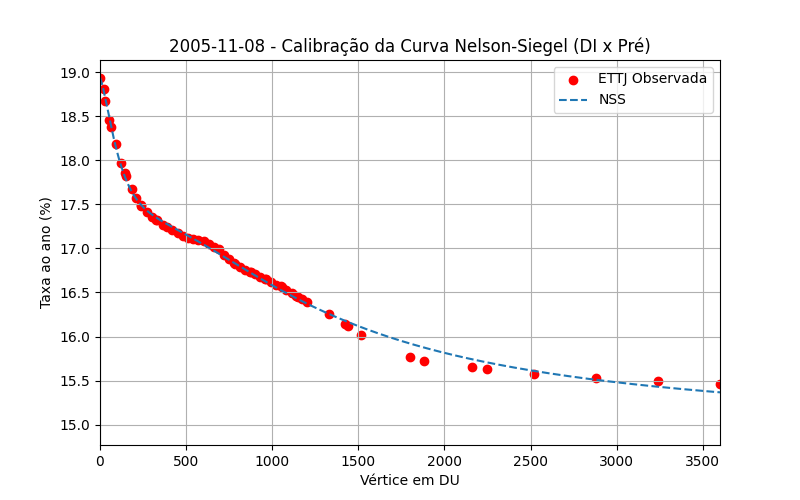 2005-11-08 - Calibração da Curva Nelson-Siegel (DI x Pré)
ETTJ Observada
NSS
Taxa ao ano (%)
19.0
18.5
18.0
17.5
17.0
16.5
16.0
15.5
15.0
0 500 1000 1500 2000 2500 3000 3500
Vértice em DU